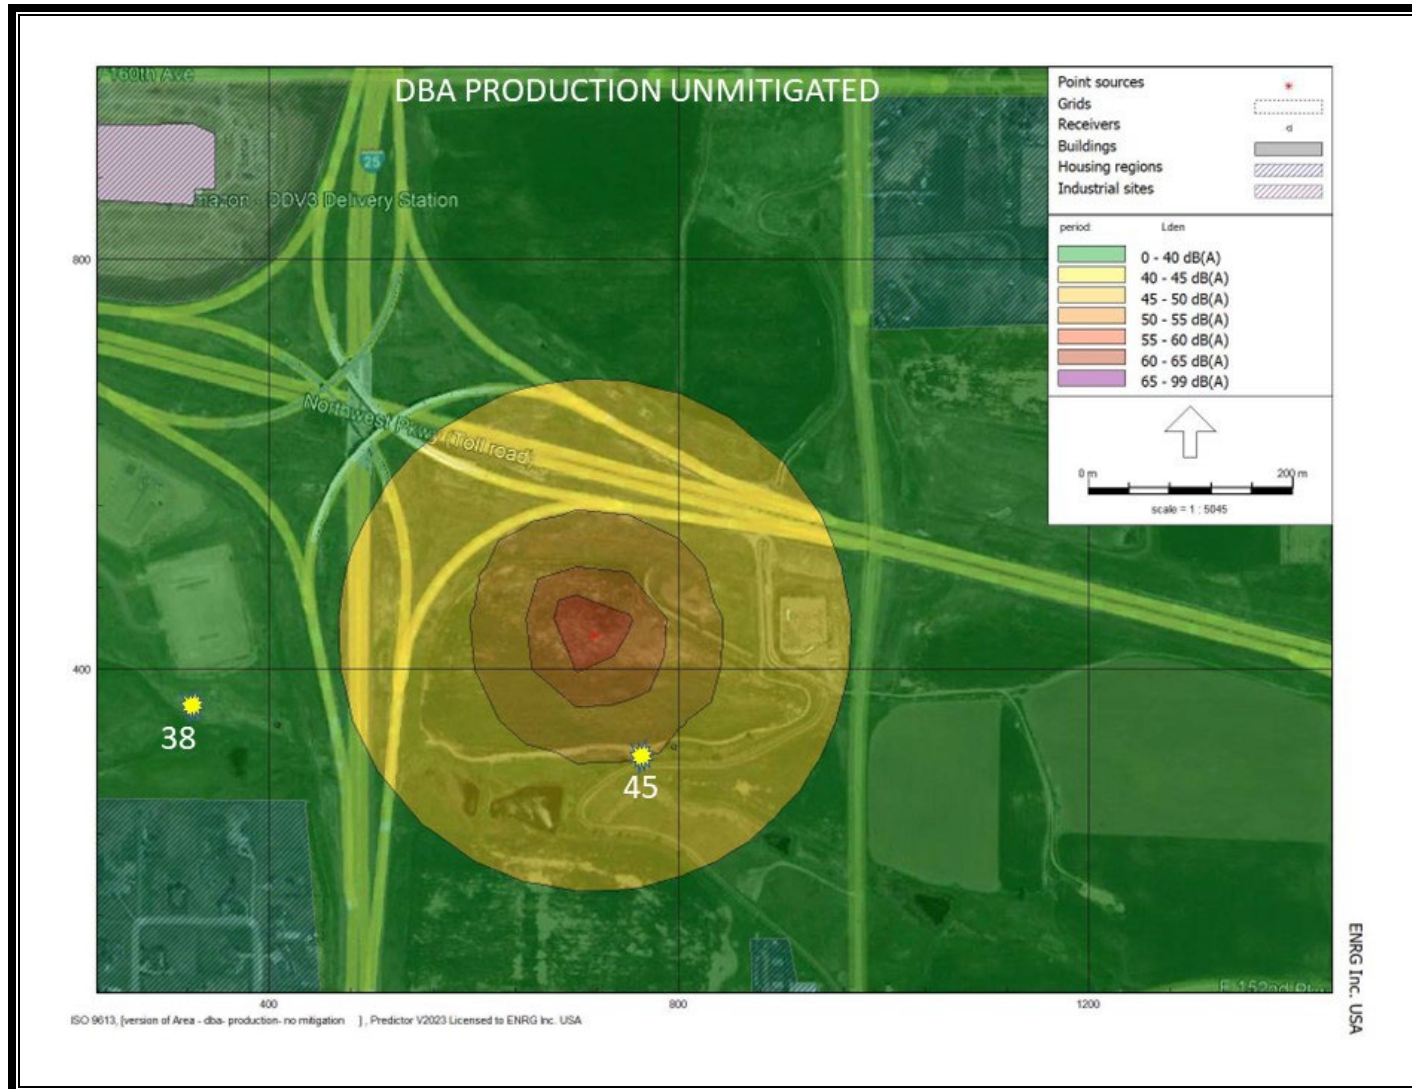 160th Ave
DBA PRODUCTION UNMITIGATED
25
mazon - DDV3 Delivery Station
Northwest Pkwy (Toll road)
38
45
Point sources
Grids
Receivers
Buildings
Housing regions
Industrial sites
period Lden
0 - 40 dB(A)
40 - 45 dB(A)
45 - 50 dB(A)
50 - 55 dB(A)
55 - 60 dB(A)
60 - 65 dB(A)
65 - 99 dB(A)
0 m 200 m
scale = 1 : 5045
800
400
400 800 1200
ISO 9613, [version of Area - dba- production- no mitigation ] , Predictor V2023 Licensed to ENRG Inc. USA
ENRG Inc. USA